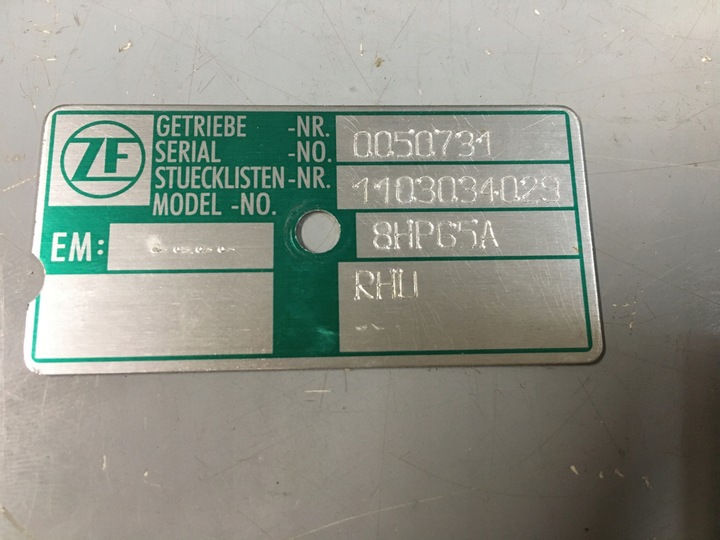 ZF
GETRIEBE -NR. 0050731
SERIAL -NO.
STUECKLISTEN-NR. 1103034029
MODEL -NO.
EM:
8HP65A
RHU